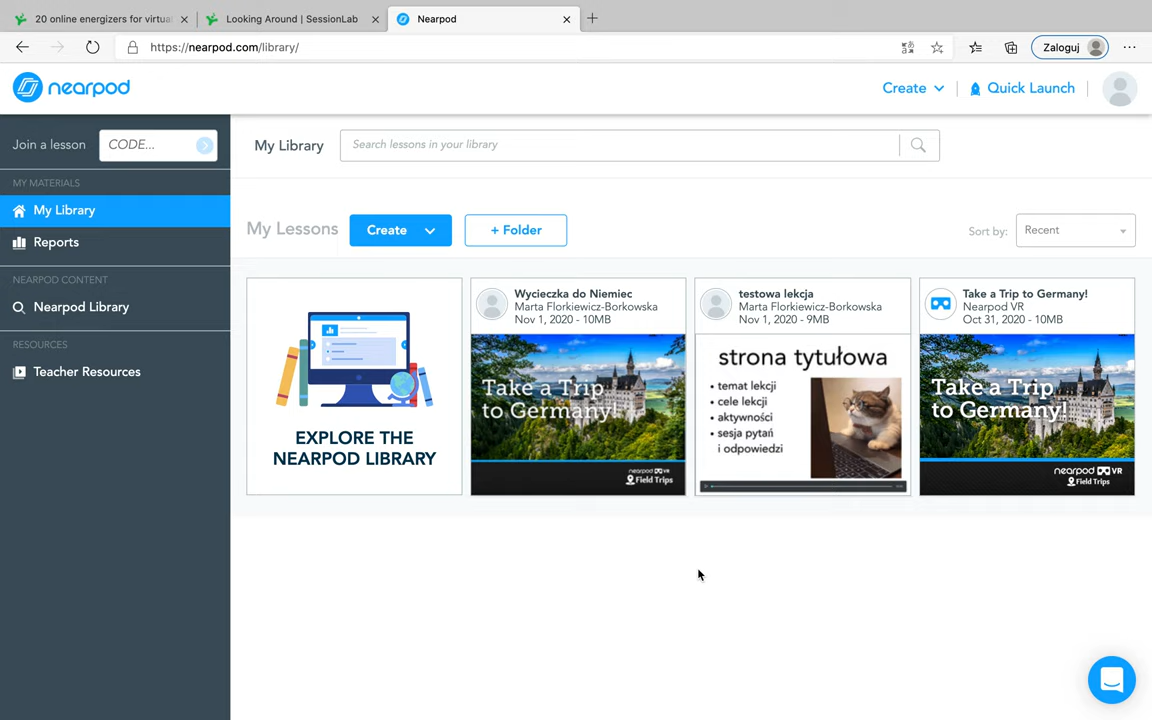 20 online energizers for virtua
Looking Around | SessionLab
Nearpod
https://nearpod.com/library/
Zaloguj
nearpod
Create
Quick Launch
Join a lesson
CODE...
My Library
Search lessons in your library
MY MATERIALS
My Library
Reports
NEARPOD CONTENT
Nearpod Library
RESOURCES
Teacher Resources
My Lessons
Create
+ Folder
Sort by:
Recent
EXPLORE THE
NEARPOD LIBRARY
Wycieczka do Niemiec
Marta Florkiewicz-Borkowska
Nov 1, 2020 - 10MB
Take a Trip
to Germany!
nearpod VR
Field Trips
testowa lekcja
Marta Florkiewicz-Borkowska
Nov 1, 2020 - 9MB
strona tytułowa
• temat lekcji
• cele lekcji
• aktywności
• sesja pytań
i odpowiedzi
Take a Trip to Germany!
Nearpod VR
Oct 31, 2020 - 10MB
Take a Trip
to Germany!
nearpod VR
Field Trips